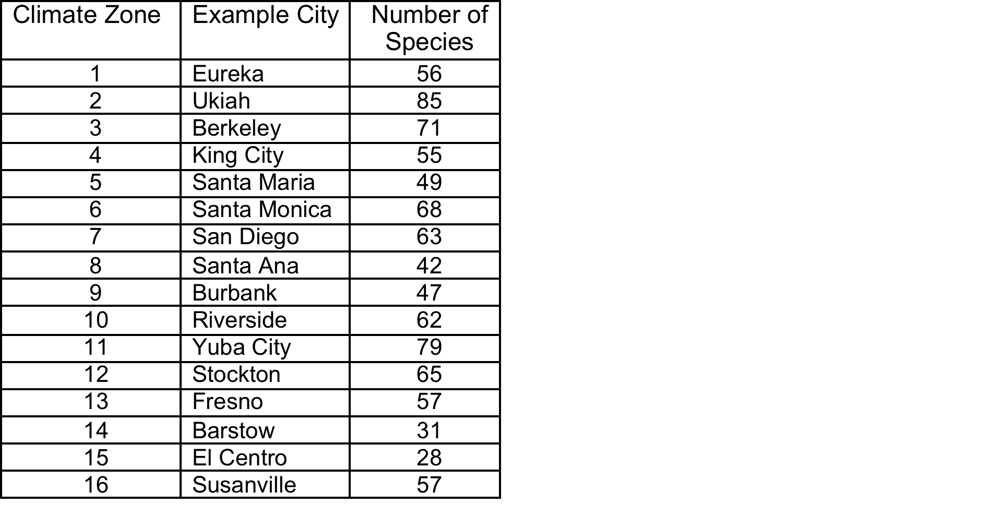 Climate Zone Example City Number of
Species
1 Eureka 56
2 Ukiah 85
3 Berkeley 71
4 King City 55
5 Santa Maria 49
6 Santa Monica 68
7 San Diego 63
8 Santa Ana 42
9 Burbank 47
10 Riverside 62
11 Yuba City 79
12 Stockton 65
13 Fresno 57
14 Barstow 31
15 El Centro 28
16 Susanville 57